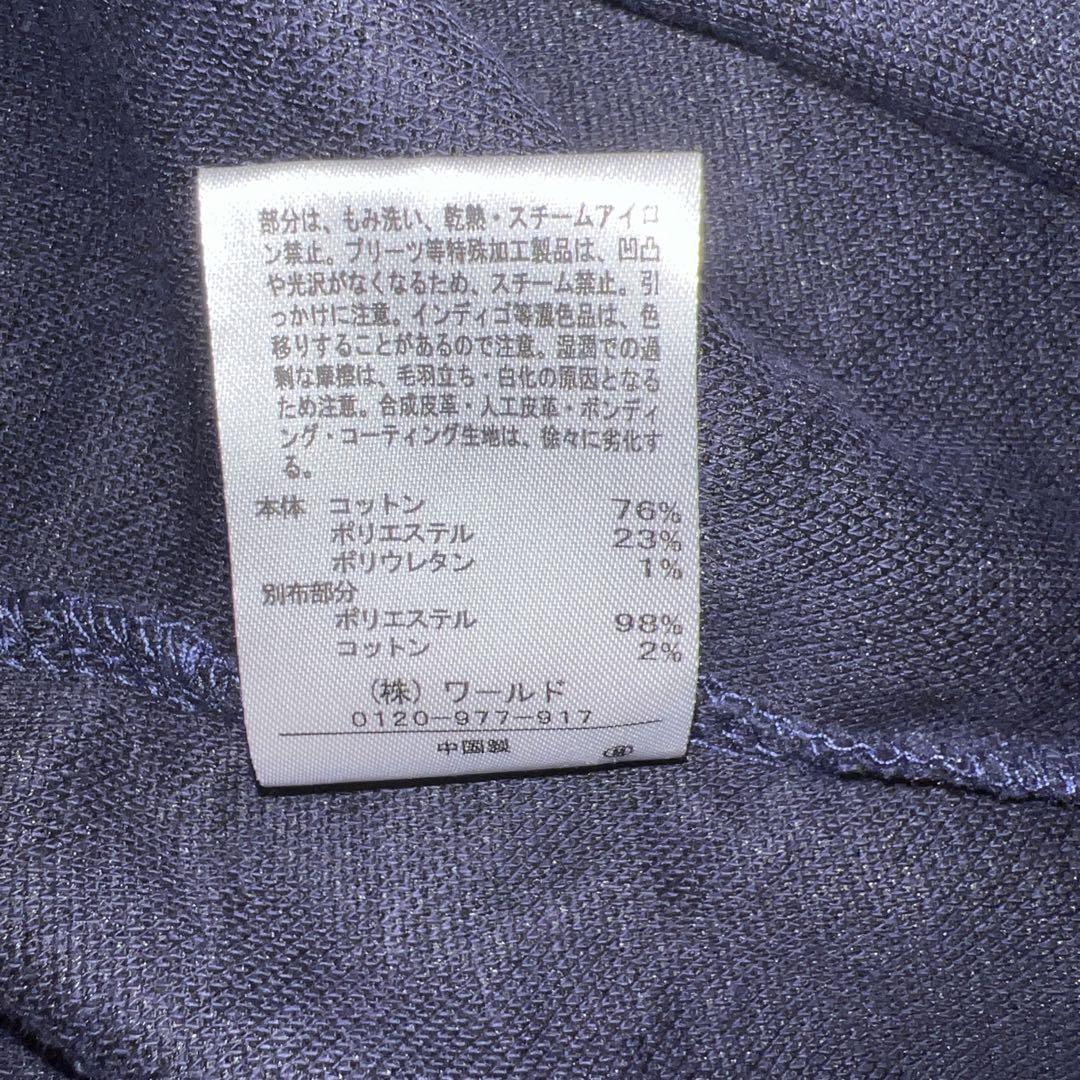 部分は、もみ洗い、乾熱・スチームアイロ
ン禁止。プリーツ等特殊加工製品は、凹凸
や光沢がなくなるため、スチーム禁止。引
っかけに注意。インディゴ等濃色品は、色
移りすることがあるので注意。湿潤での過
剰な摩擦は、毛羽立ち・白化の原因となる
ため注意。合成皮革・人工皮革・ボンディ
ング・コーティング生地は、徐々に劣化す
る。
本体 コットン 76%
ポリエステル 23%
ポリウレタン 1%
別布部分
ポリエステル 98%
コットン 2%
(株) ワールド
0120-977-917
中国製